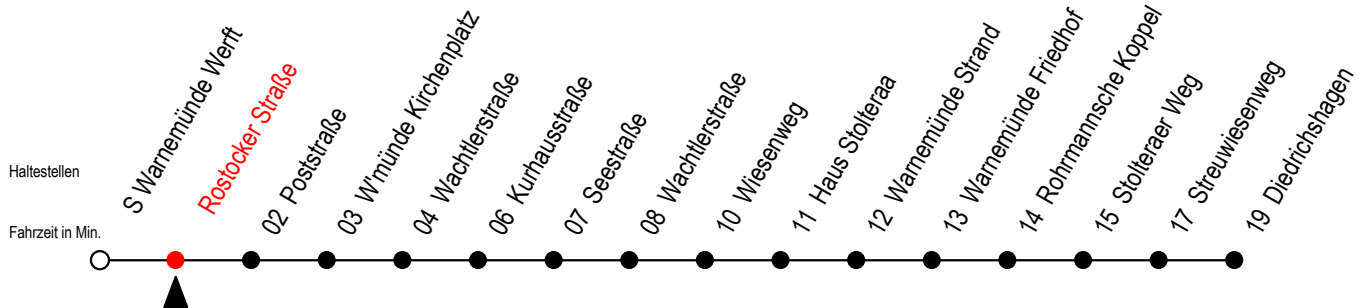 Haltestellen
Fahrzeit in Min.
S Warnemünde Werft
Rostocker Straße
02 Poststraße
03 W'münde Kirchenplatz
04 Wachtlerstraße
06 Kurhausstraße
07 Seestraße
08 Wachtlerstraße
10 Wiesenweg
11 Haus Stolteraa
12 Warnemünde Strand
13 Warnemünde Friedhof
14 Rohrmannsche Koppel
15 Stolteraer Weg
17 Streuwiesenweg
19 Diedrichshagen